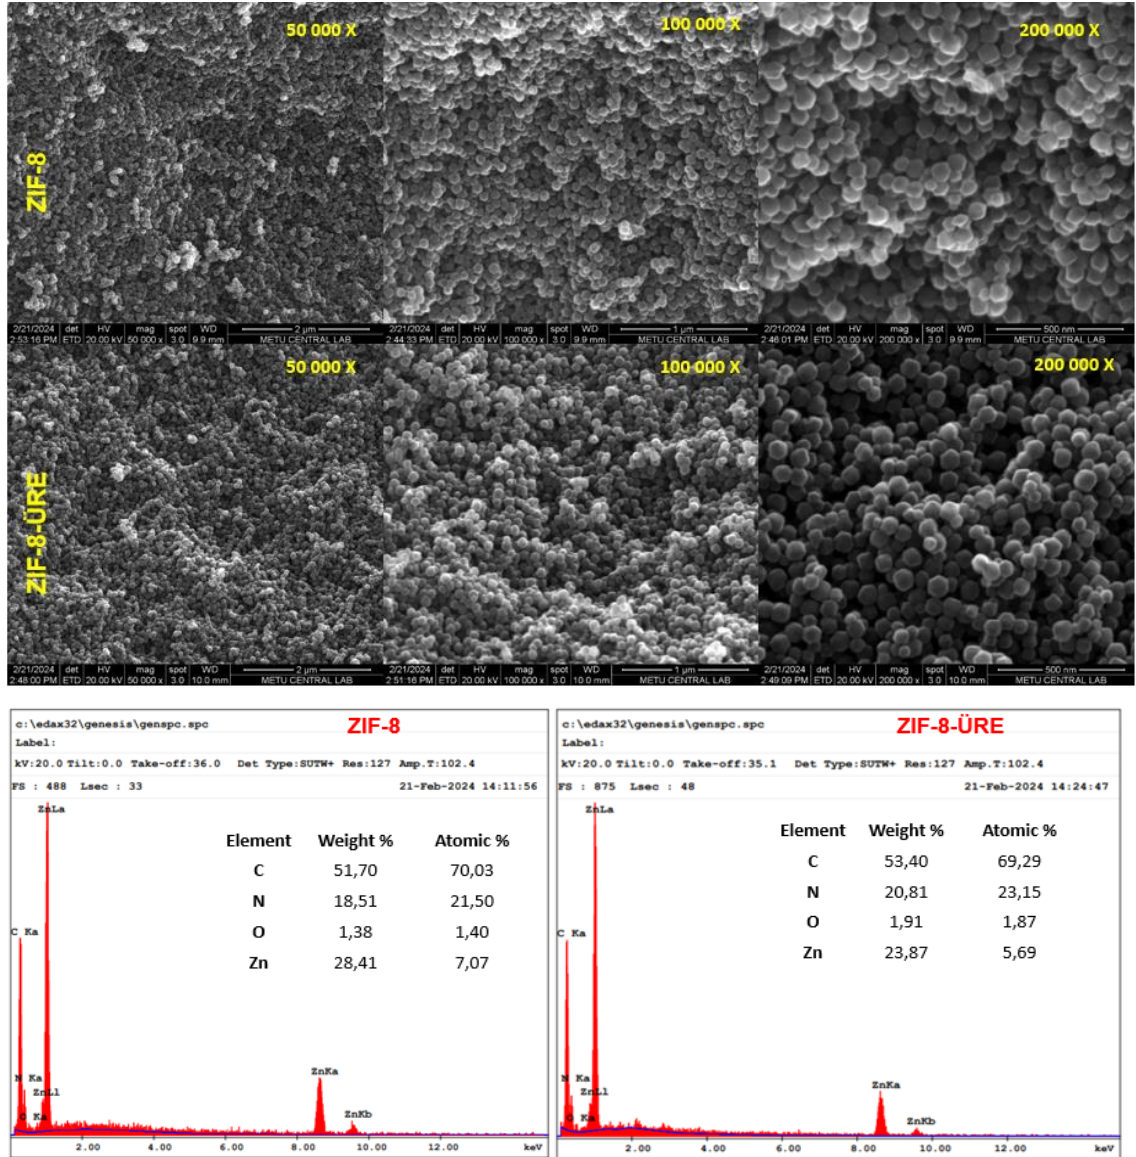 50 000 X
100 000 X
200 000 X
ZIF-8
2/21/2024 det HV mag spot WD 2 µm
2:53:16 PM ETD 20.00 kV 50 000 x 3.0 9.9 mm METU CENTRAL LAB
2/21/2024 det HV mag spot WD 1 µm
2:44:33 PM ETD 20.00 kV 100 000 x 3.0 9.9 mm METU CENTRAL LAB
2/21/2024 det HV mag spot WD 500 nm
2:46:01 PM ETD 20.00 kV 200 000 x 3.0 9.9 mm METU CENTRAL LAB
50 000 X
100 000 X
200 000 X
ZIF-8-ÜRE
2/21/2024 det HV mag spot WD 2 µm
2:48:00 PM ETD 20.00 kV 50 000 x 3.0 10.0 mm METU CENTRAL LAB
2/21/2024 det HV mag spot WD 1 µm
2:51:16 PM ETD 20.00 kV 100 000 x 3.0 10.0 mm METU CENTRAL LAB
2/21/2024 det HV mag spot WD 500 nm
2:49:09 PM ETD 20.00 kV 200 000 x 3.0 10.0 mm METU CENTRAL LAB
c:\edax32\genesis\genspc.spc
ZIF-8
Label:
kV:20.0 Tilt:0.0 Take-off:36.0 Det Type:SUTW+ Res:127 Amp.T:102.4
FS : 488 Lsec : 33 21-Feb-2024 14:11:56
ZnLa
Element Weight % Atomic %
C 51,70 70,03
N 18,51 21,50
O 1,38 1,40
Zn 28,41 7,07
C Ka
N Ka
ZnLl
O Ka
ZnKa
ZnKb
2.00 4.00 6.00 8.00 10.00 12.00 keV
c:\edax32\genesis\genspc.spc
ZIF-8-ÜRE
Label:
kV:20.0 Tilt:0.0 Take-off:35.1 Det Type:SUTW+ Res:127 Amp.T:102.4
FS : 875 Lsec : 48 21-Feb-2024 14:24:47
ZnLa
Element Weight % Atomic %
C 53,40 69,29
N 20,81 23,15
O 1,91 1,87
Zn 23,87 5,69
C Ka
N Ka
ZnLl
O Ka
ZnKa
ZnKb
2.00 4.00 6.00 8.00 10.00 12.00 keV